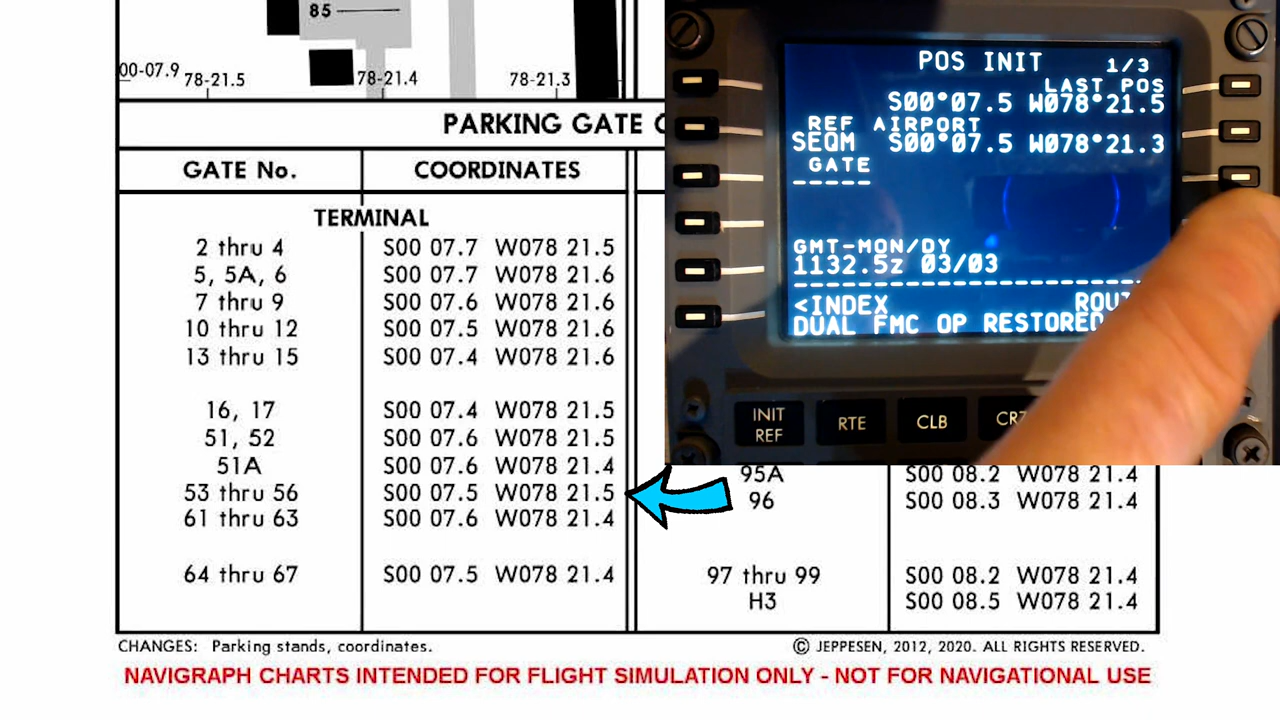 85
00-07.9 78-21.5 78-21.4 78-21.3
PARKING GATE
GATE No. COORDINATES
TERMINAL
2 thru 4 S00 07.7 W078 21.5
5, 5A, 6 S00 07.7 W078 21.6
7 thru 9 S00 07.6 W078 21.6
10 thru 12 S00 07.5 W078 21.6
13 thru 15 S00 07.4 W078 21.6
16, 17 S00 07.4 W078 21.5
51, 52 S00 07.6 W078 21.5
51A S00 07.6 W078 21.4
53 thru 56 S00 07.5 W078 21.5
61 thru 63 S00 07.6 W078 21.4
64 thru 67 S00 07.5 W078 21.4
POS INIT 1/3
LAST POS
S00°07.5 W078°21.5
REF AIRPORT
SEQM S00°07.5 W078°21.3
GATE
-----
GMT-MON/DY
1132.5z 03/03
<INDEX
DUAL FMC OP RESTORED
INIT REF
RTE
CLB
95A S00 08.2 W078 21.4
96 S00 08.3 W078 21.4
97 thru 99 S00 08.2 W078 21.4
H3 S00 08.5 W078 21.4
CHANGES: Parking stands, coordinates.
© JEPPESEN, 2012, 2020. ALL RIGHTS RESERVED.
NAVIGRAPH CHARTS INTENDED FOR FLIGHT SIMULATION ONLY - NOT FOR NAVIGATIONAL USE